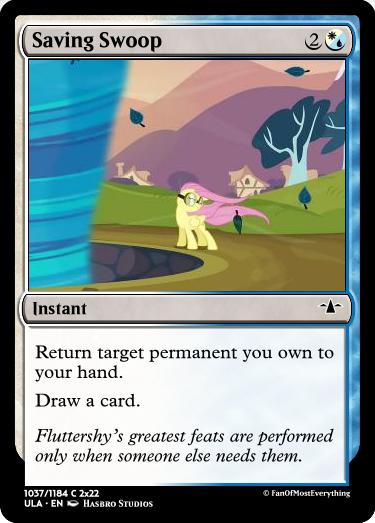 Saving Swoop 2
Instant
Return target permanent you own to
your hand.
Draw a card.
Fluttershy's greatest feats are performed
only when someone else needs them.
1037/1184 C 2x22
ULA · EN Hasbro Studios © FanOfMostEverything